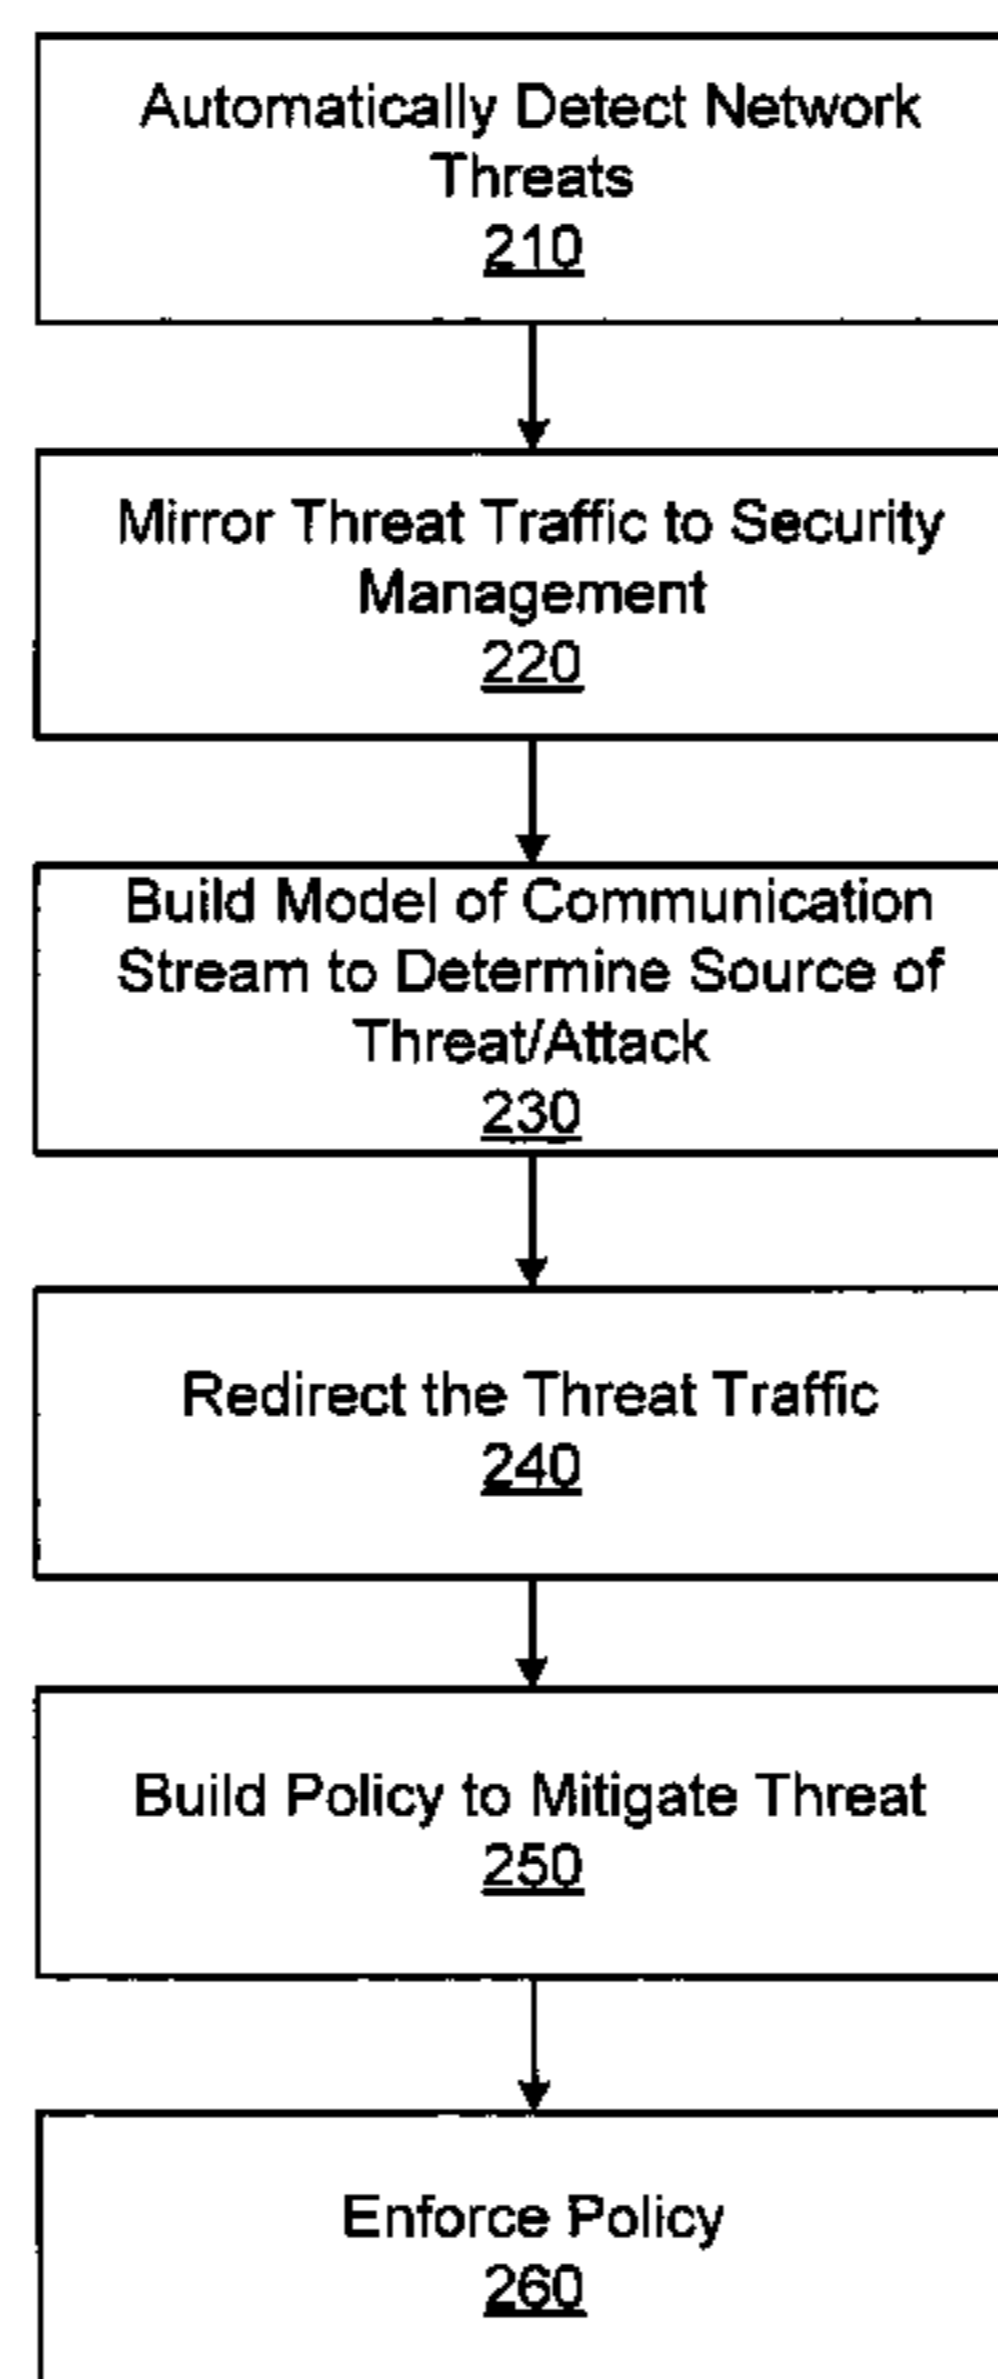 Automatically Detect Network
Threats
210
Mirror Threat Traffic to Security
Management
220
Build Model of Communication
Stream to Determine Source of
Threat/Attack
230
Redirect the Threat Traffic
240
Build Policy to Mitigate Threat
250
Enforce Policy
260